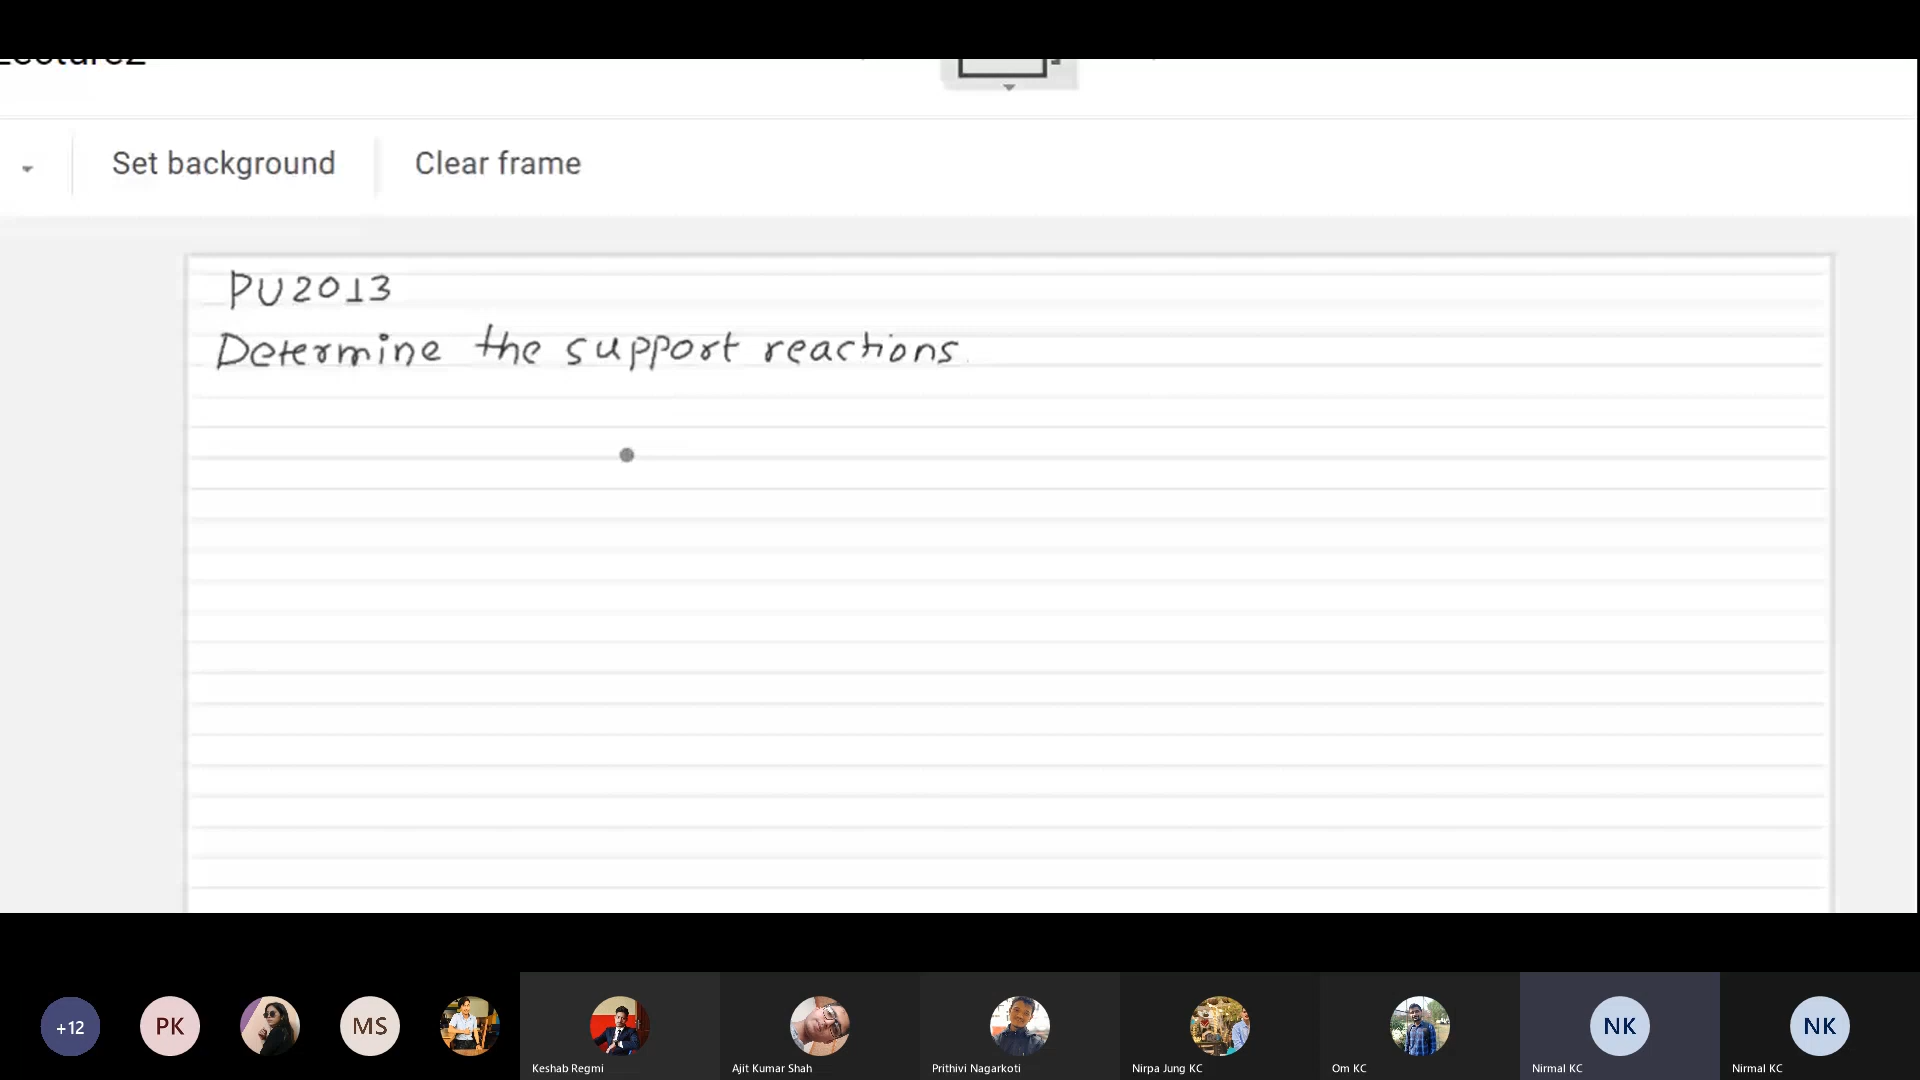 Lecture2
Set background
Clear frame
PU2013
Determine the support reactions.
+12
PK
MS
NK
NK
Keshab Regmi
Ajit Kumar Shah
Prithivi Nagarkoti
Nirpa Jung KC
Om KC
Nirmal KC
Nirmal KC